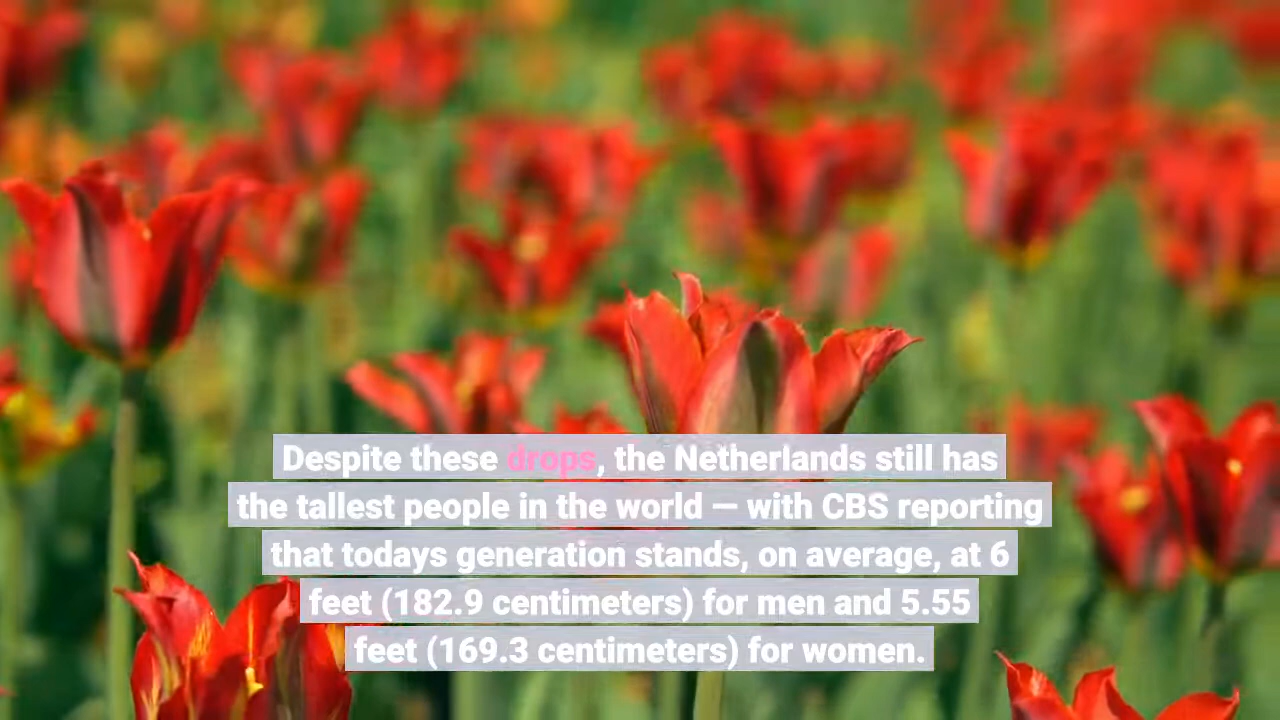 Despite these drops, the Netherlands still has
the tallest people in the world — with CBS reporting
that todays generation stands, on average, at 6
feet (182.9 centimeters) for men and 5.55
feet (169.3 centimeters) for women.